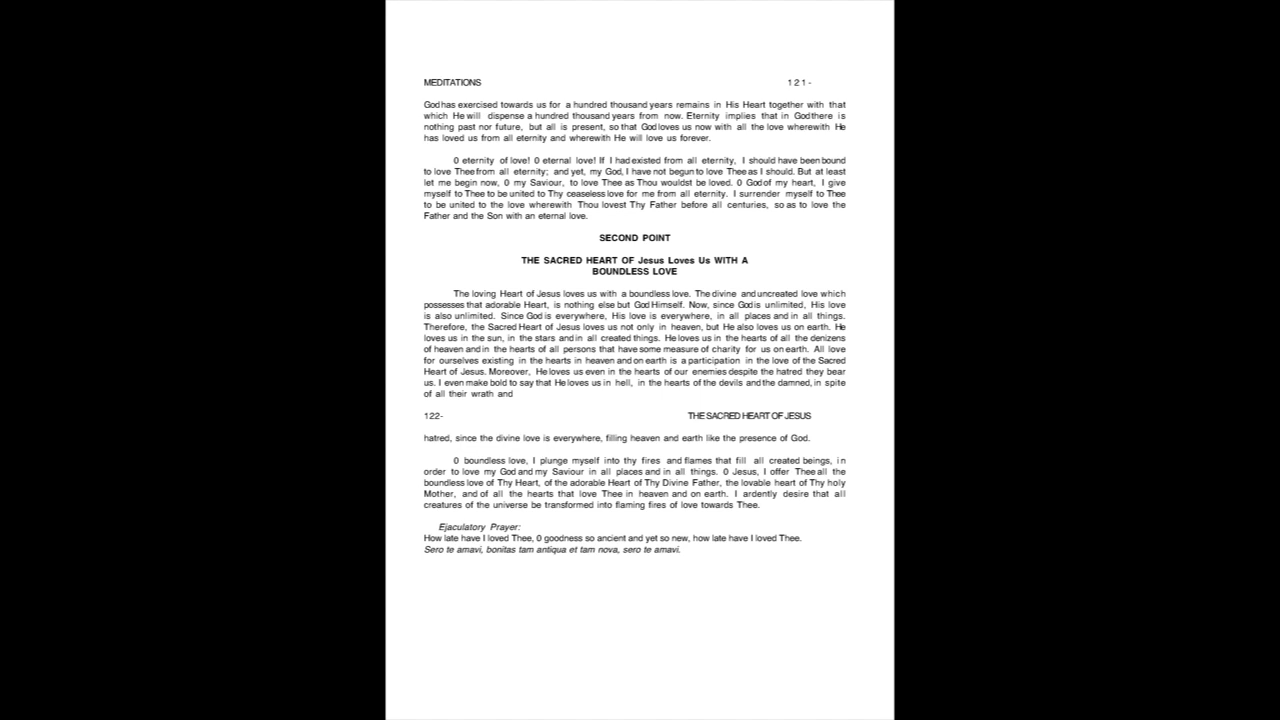 MEDITATIONS 121-
God has exercised towards us for a hundred thousand years remains in His Heart together with that
which He will dispense a hundred thousand years from now. Eternity implies that in God there is
nothing past nor future, but all is present, so that God loves us now with all the love wherewith He
has loved us from all eternity and wherewith He will love us forever.
0 eternity of love! 0 eternal love! If I had existed from all eternity, I should have been bound
to love Thee from all eternity; and yet, my God, I have not begun to love Thee as I should. But at least
let me begin now, 0 my Saviour, to love Thee as Thou wouldst be loved. 0 God of my heart, I give
myself to Thee to be united to Thy ceaseless love for me from all eternity. I surrender myself to Thee
to be united to the love wherewith Thou lovest Thy Father before all centuries, so as to love the
Father and the Son with an eternal love.
SECOND POINT
THE SACRED HEART OF Jesus Loves Us WITH A
BOUNDLESS LOVE
The loving Heart of Jesus loves us with a boundless love. The divine and uncreated love which
possesses that adorable Heart, is nothing else but God Himself. Now, since God is unlimited, His love
is also unlimited. Since God is everywhere, His love is everywhere, in all places and in all things.
Therefore, the Sacred Heart of Jesus loves us not only in heaven, but He also loves us on earth. He
loves us in the sun, in the stars and in all created things. He loves us in the hearts of all the denizens
of heaven and in the hearts of all persons that have some measure of charity for us on earth. All love
for ourselves existing in the hearts in heaven and on earth is a participation in the love of the Sacred
Heart of Jesus. Moreover, He loves us even in the hearts of our enemies despite the hatred they bear
us. I even make bold to say that He loves us in hell, in the hearts of the devils and the damned, in spite
of all their wrath and
122- THE SACRED HEART OF JESUS
hatred, since the divine love is everywhere, filling heaven and earth like the presence of God.
0 boundless love, I plunge myself into thy fires and flames that fill all created beings, in
order to love my God and my Saviour in all places and in all things. 0 Jesus, I offer Thee all the
boundless love of Thy Heart, of the adorable Heart of Thy Divine Father, the lovable heart of Thy holy
Mother, and of all the hearts that love Thee in heaven and on earth. I ardently desire that all
creatures of the universe be transformed into flaming fires of love towards Thee.
Ejaculatory Prayer:
How late have I loved Thee, 0 goodness so ancient and yet so new, how late have I loved Thee.
Sero te amavi, bonitas tam antiqua et tam nova, sero te amavi.